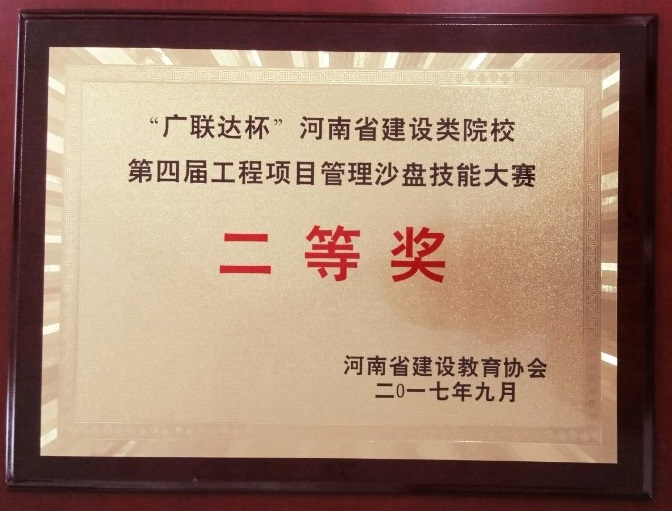 “广联达杯”河南省建设类院校
第四届工程项目管理沙盘技能大赛
二等奖
河南省建设教育协会
二0一七年九月